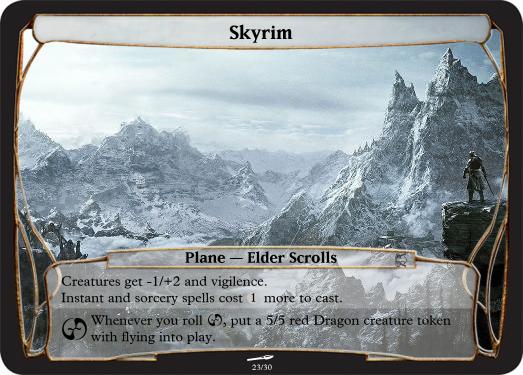 Skyrim
Plane — Elder Scrolls
Creatures get -1/+2 and vigilence.
Instant and sorcery spells cost 1 more to cast.
Whenever you roll , put a 5/5 red Dragon creature token
with flying into play.
23/30